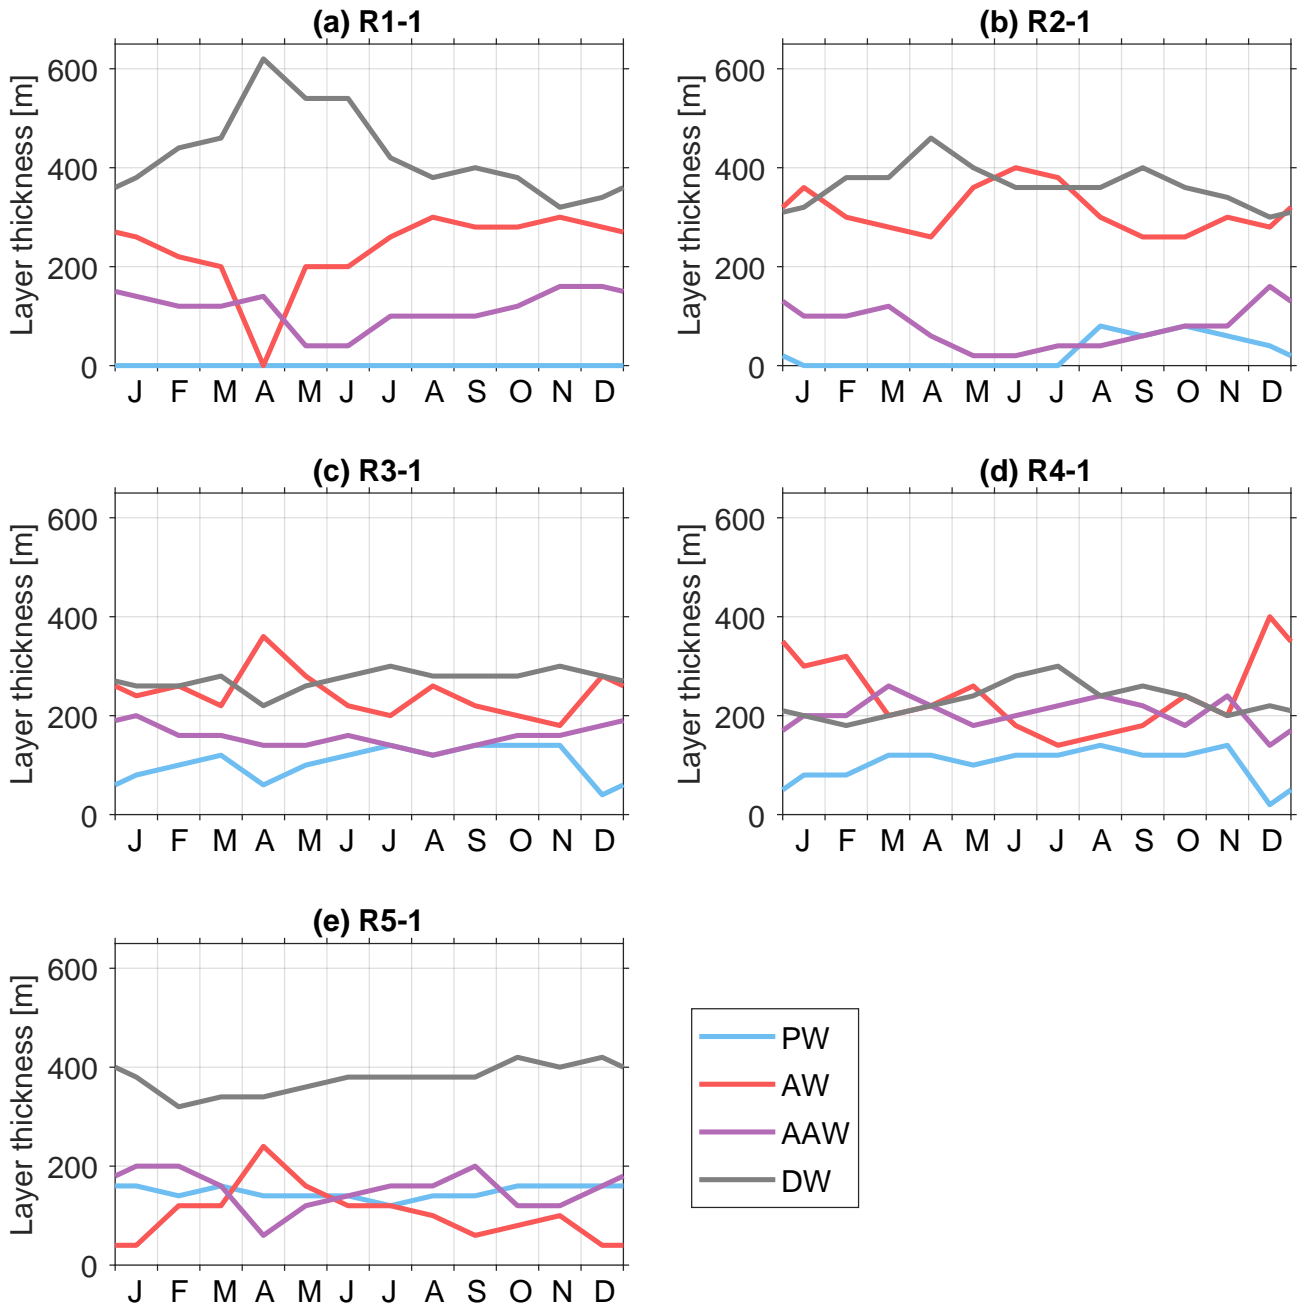 (a) R1-1
Layer thickness [m]
600
400
200
0
J F M A M J J A S O N D
(b) R2-1
Layer thickness [m]
600
400
200
0
J F M A M J J A S O N D
(c) R3-1
Layer thickness [m]
600
400
200
0
J F M A M J J A S O N D
(d) R4-1
Layer thickness [m]
600
400
200
0
J F M A M J J A S O N D
(e) R5-1
Layer thickness [m]
600
400
200
0
J F M A M J J A S O N D
PW
AW
AAW
DW